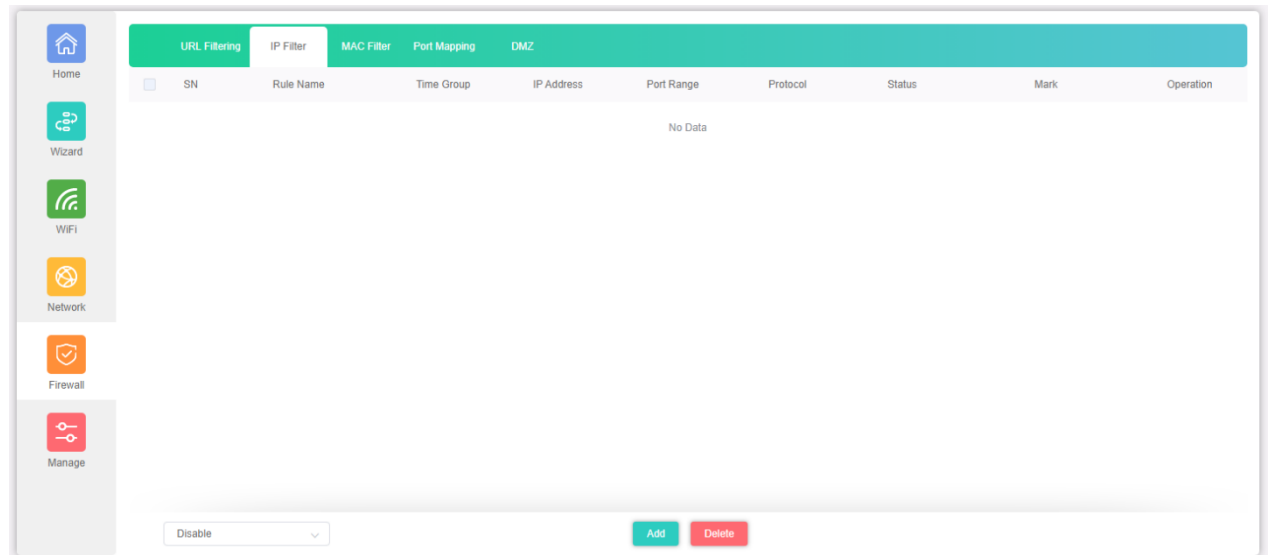 URL Filtering IP Filter MAC Filter Port Mapping DMZ
Home
SN Rule Name Time Group IP Address Port Range Protocol Status Mark Operation
No Data
Wizard
WiFi
Network
Firewall
Manage
Disable Add Delete